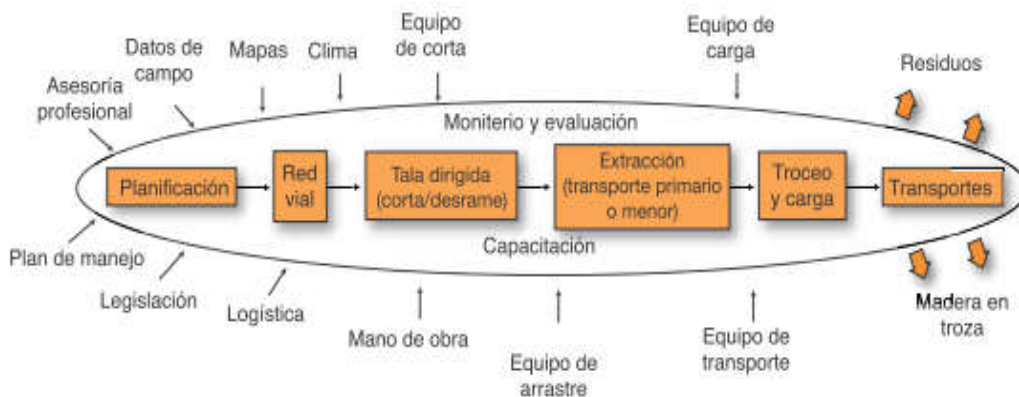 Equipo
de corta
Equipo de
carga
Mapas
Clima
Datos de
campo
Residuos
Asesoría
profesional
Moniterio y evaluación
Planificación
Red
vial
Tala dirigida
(corta/desrame)
Extracción
(transporte primario
o menor)
Troceo
y carga
Transportes
Capacitación
Plan de manejo
Legislación
Logística
Mano de obra
Equipo de
arrastre
Equipo de
transporte
Madera en
troza